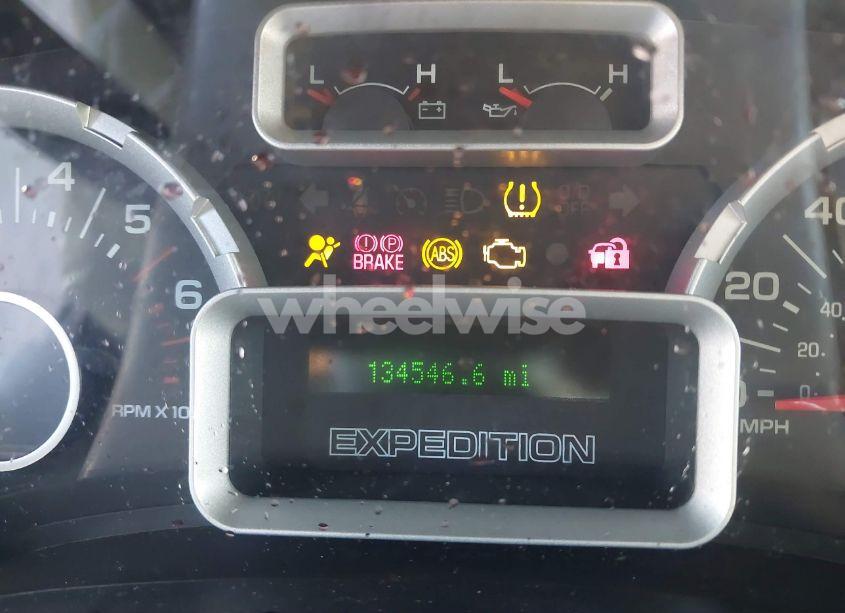 L H L H
4
5
6
RPM X 10
BRAKE
ABS
OFF
wheelwise
134546.6 mi
EXPEDITION
40
20
40
20
0
MPH